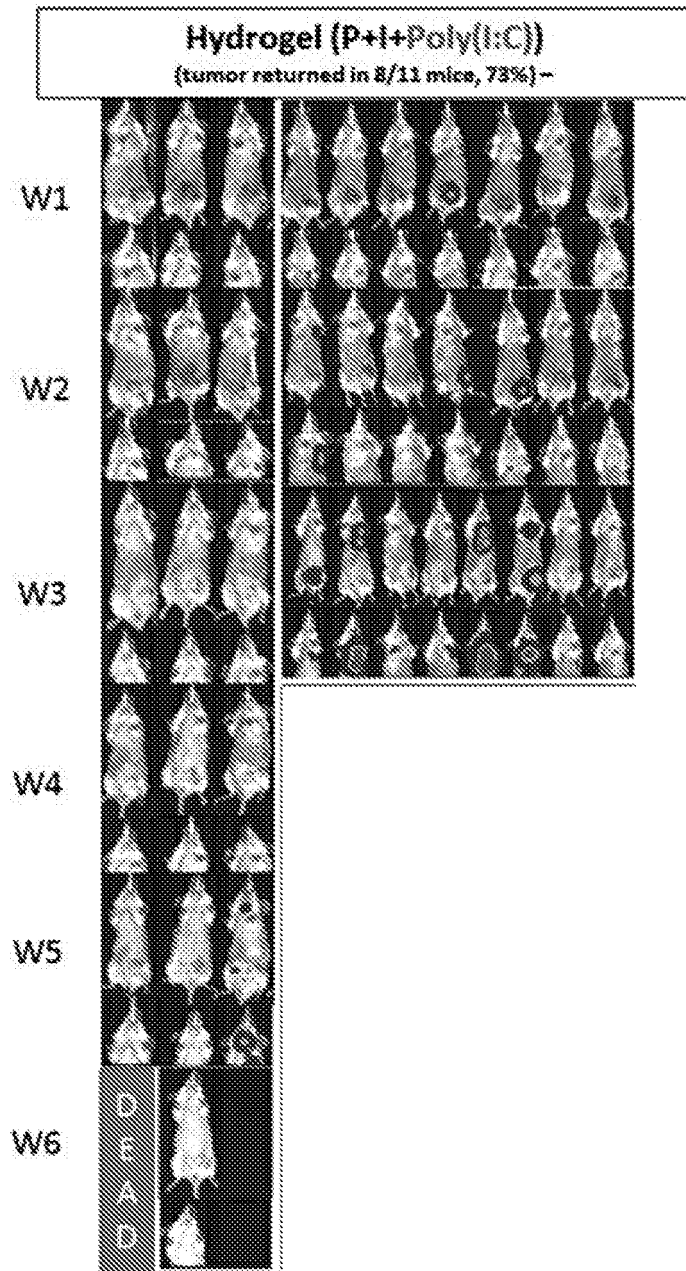 Hydrogel (P+I+Poly(I:C))
(tumor returned in 8/11 mice, 73%) –
W1
W2
W3
W4
W5
W6
D
E
A
D